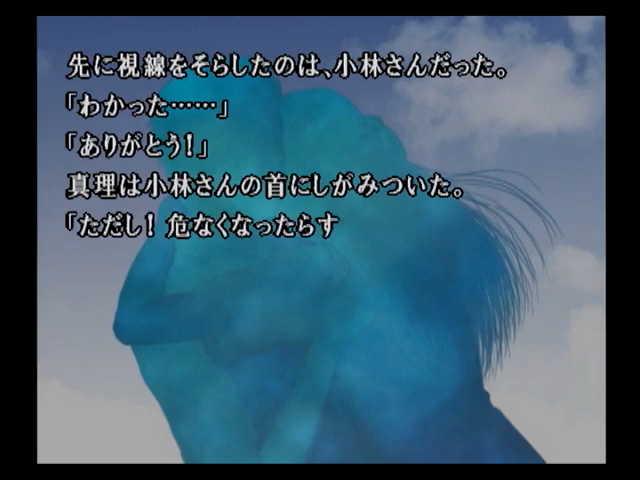 先に視線をそらしたのは、小林さんだった。
「わかった……」
「ありがとう！」
真理は小林さんの首にしがみついた。
「ただし！ 危なくなったらす